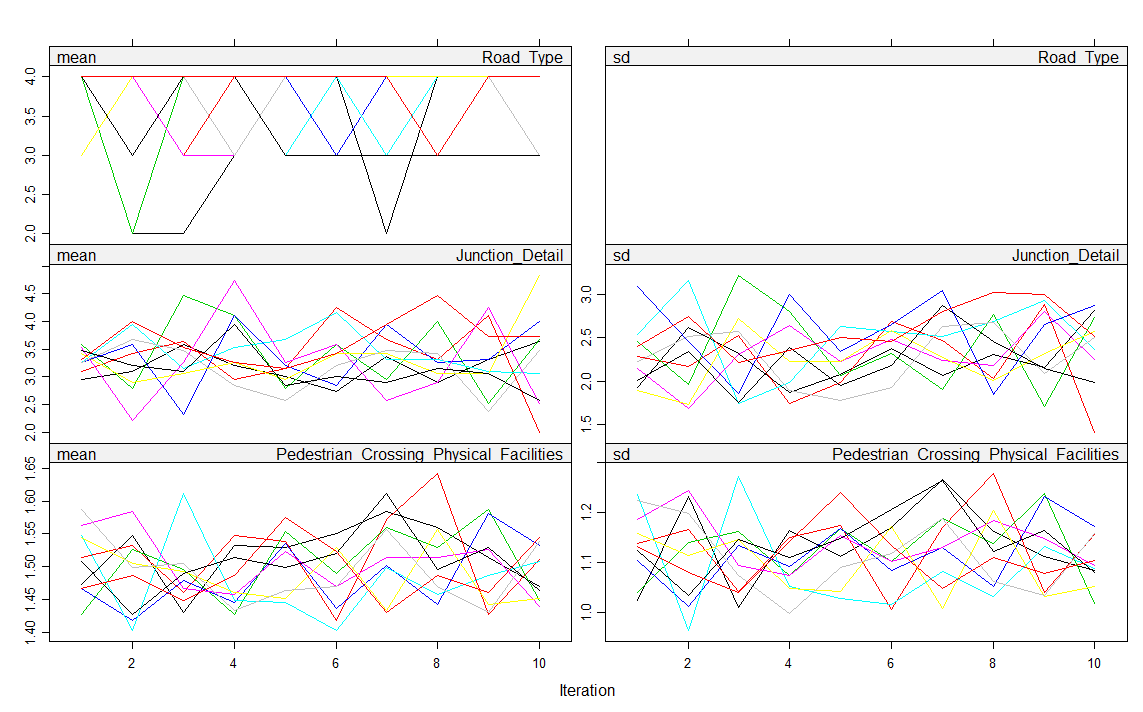 mean Road_Type
4.0
3.5
3.0
2.5
2.0
sd Road_Type
mean Junction_Detail
4.5
4.0
3.5
3.0
2.5
2.0
sd Junction_Detail
3.0
2.5
2.0
1.5
mean Pedestrian_Crossing_Physical_Facilities
1.65
1.60
1.55
1.50
1.45
1.40
sd Pedestrian_Crossing_Physical_Facilities
1.2
1.1
1.0
2 4 6 8 10
2 4 6 8 10
Iteration